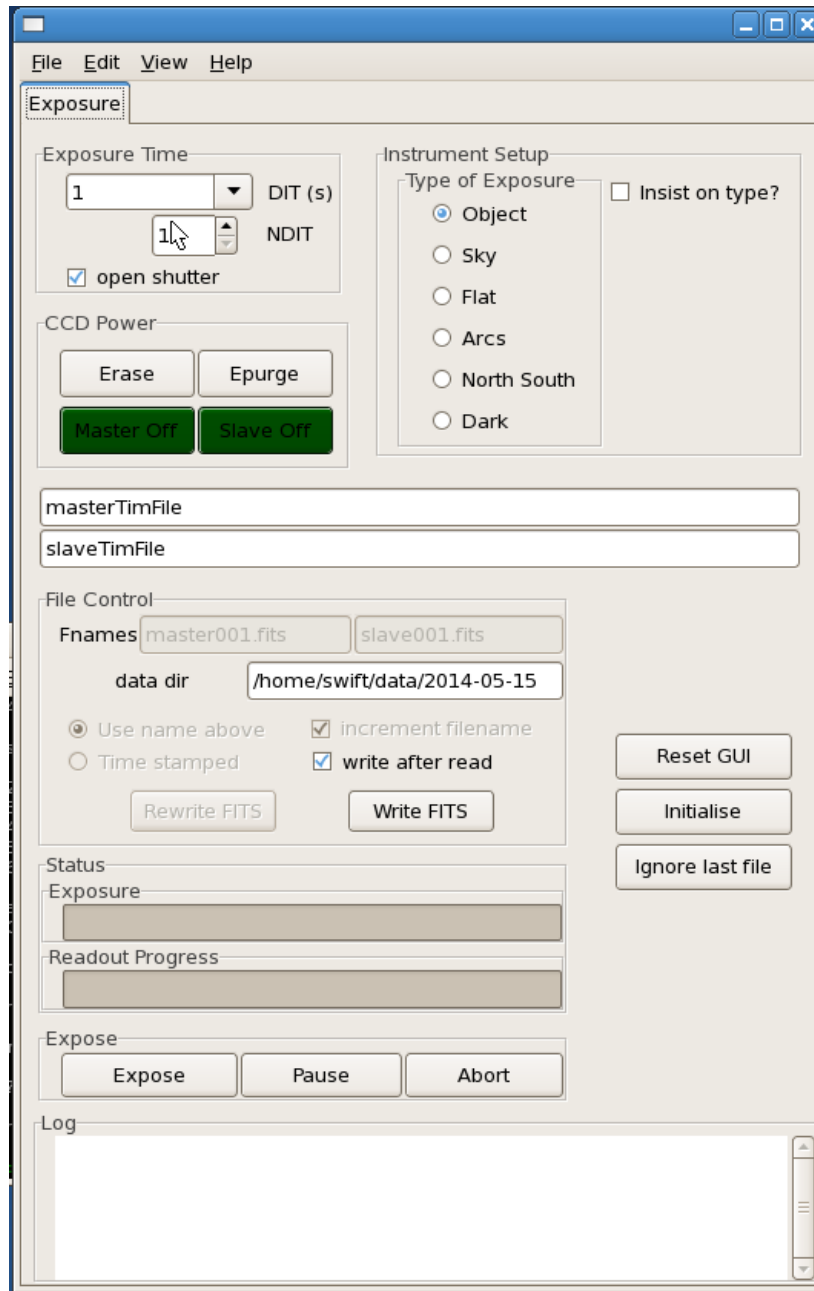 File Edit View Help
Exposure
Exposure Time
1 DIT (s)
1 NDIT
open shutter
Instrument Setup
Type of Exposure
Object
Sky
Flat
Arcs
North South
Dark
Insist on type?
CCD Power
Erase Epurge
Master Off Slave Off
masterTimFile
slaveTimFile
File Control
Fnames master001.fits slave001.fits
data dir /home/swift/data/2014-05-15
Use name above increment filename
Time stamped write after read
Rewrite FITS Write FITS
Reset GUI
Initialise
Ignore last file
Status
Exposure
Readout Progress
Expose
Expose Pause Abort
Log